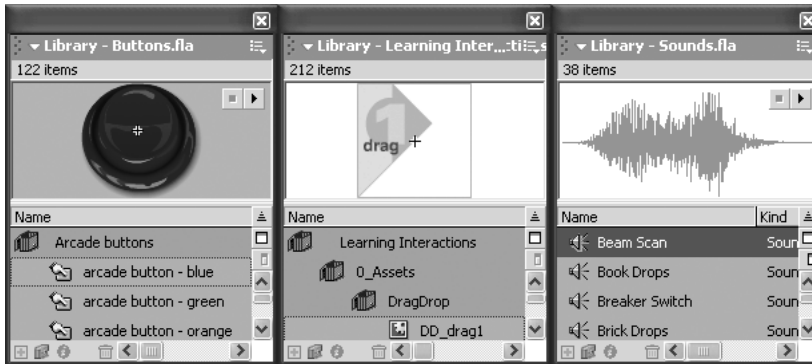 Library - Buttons.fla
122 items
drag
Name
Arcade buttons
arcade button - blue
arcade button - green
arcade button - orange
Library - Learning Inter...:
212 items
1
drag
Name
Learning Interactions
0_Assets
DragDrop
DD_drag1
Library - Sounds.fla
38 items
Name
Kind
Beam Scan
Soun
Book Drops
Soun
Breaker Switch
Soun
Brick Drops
Soun